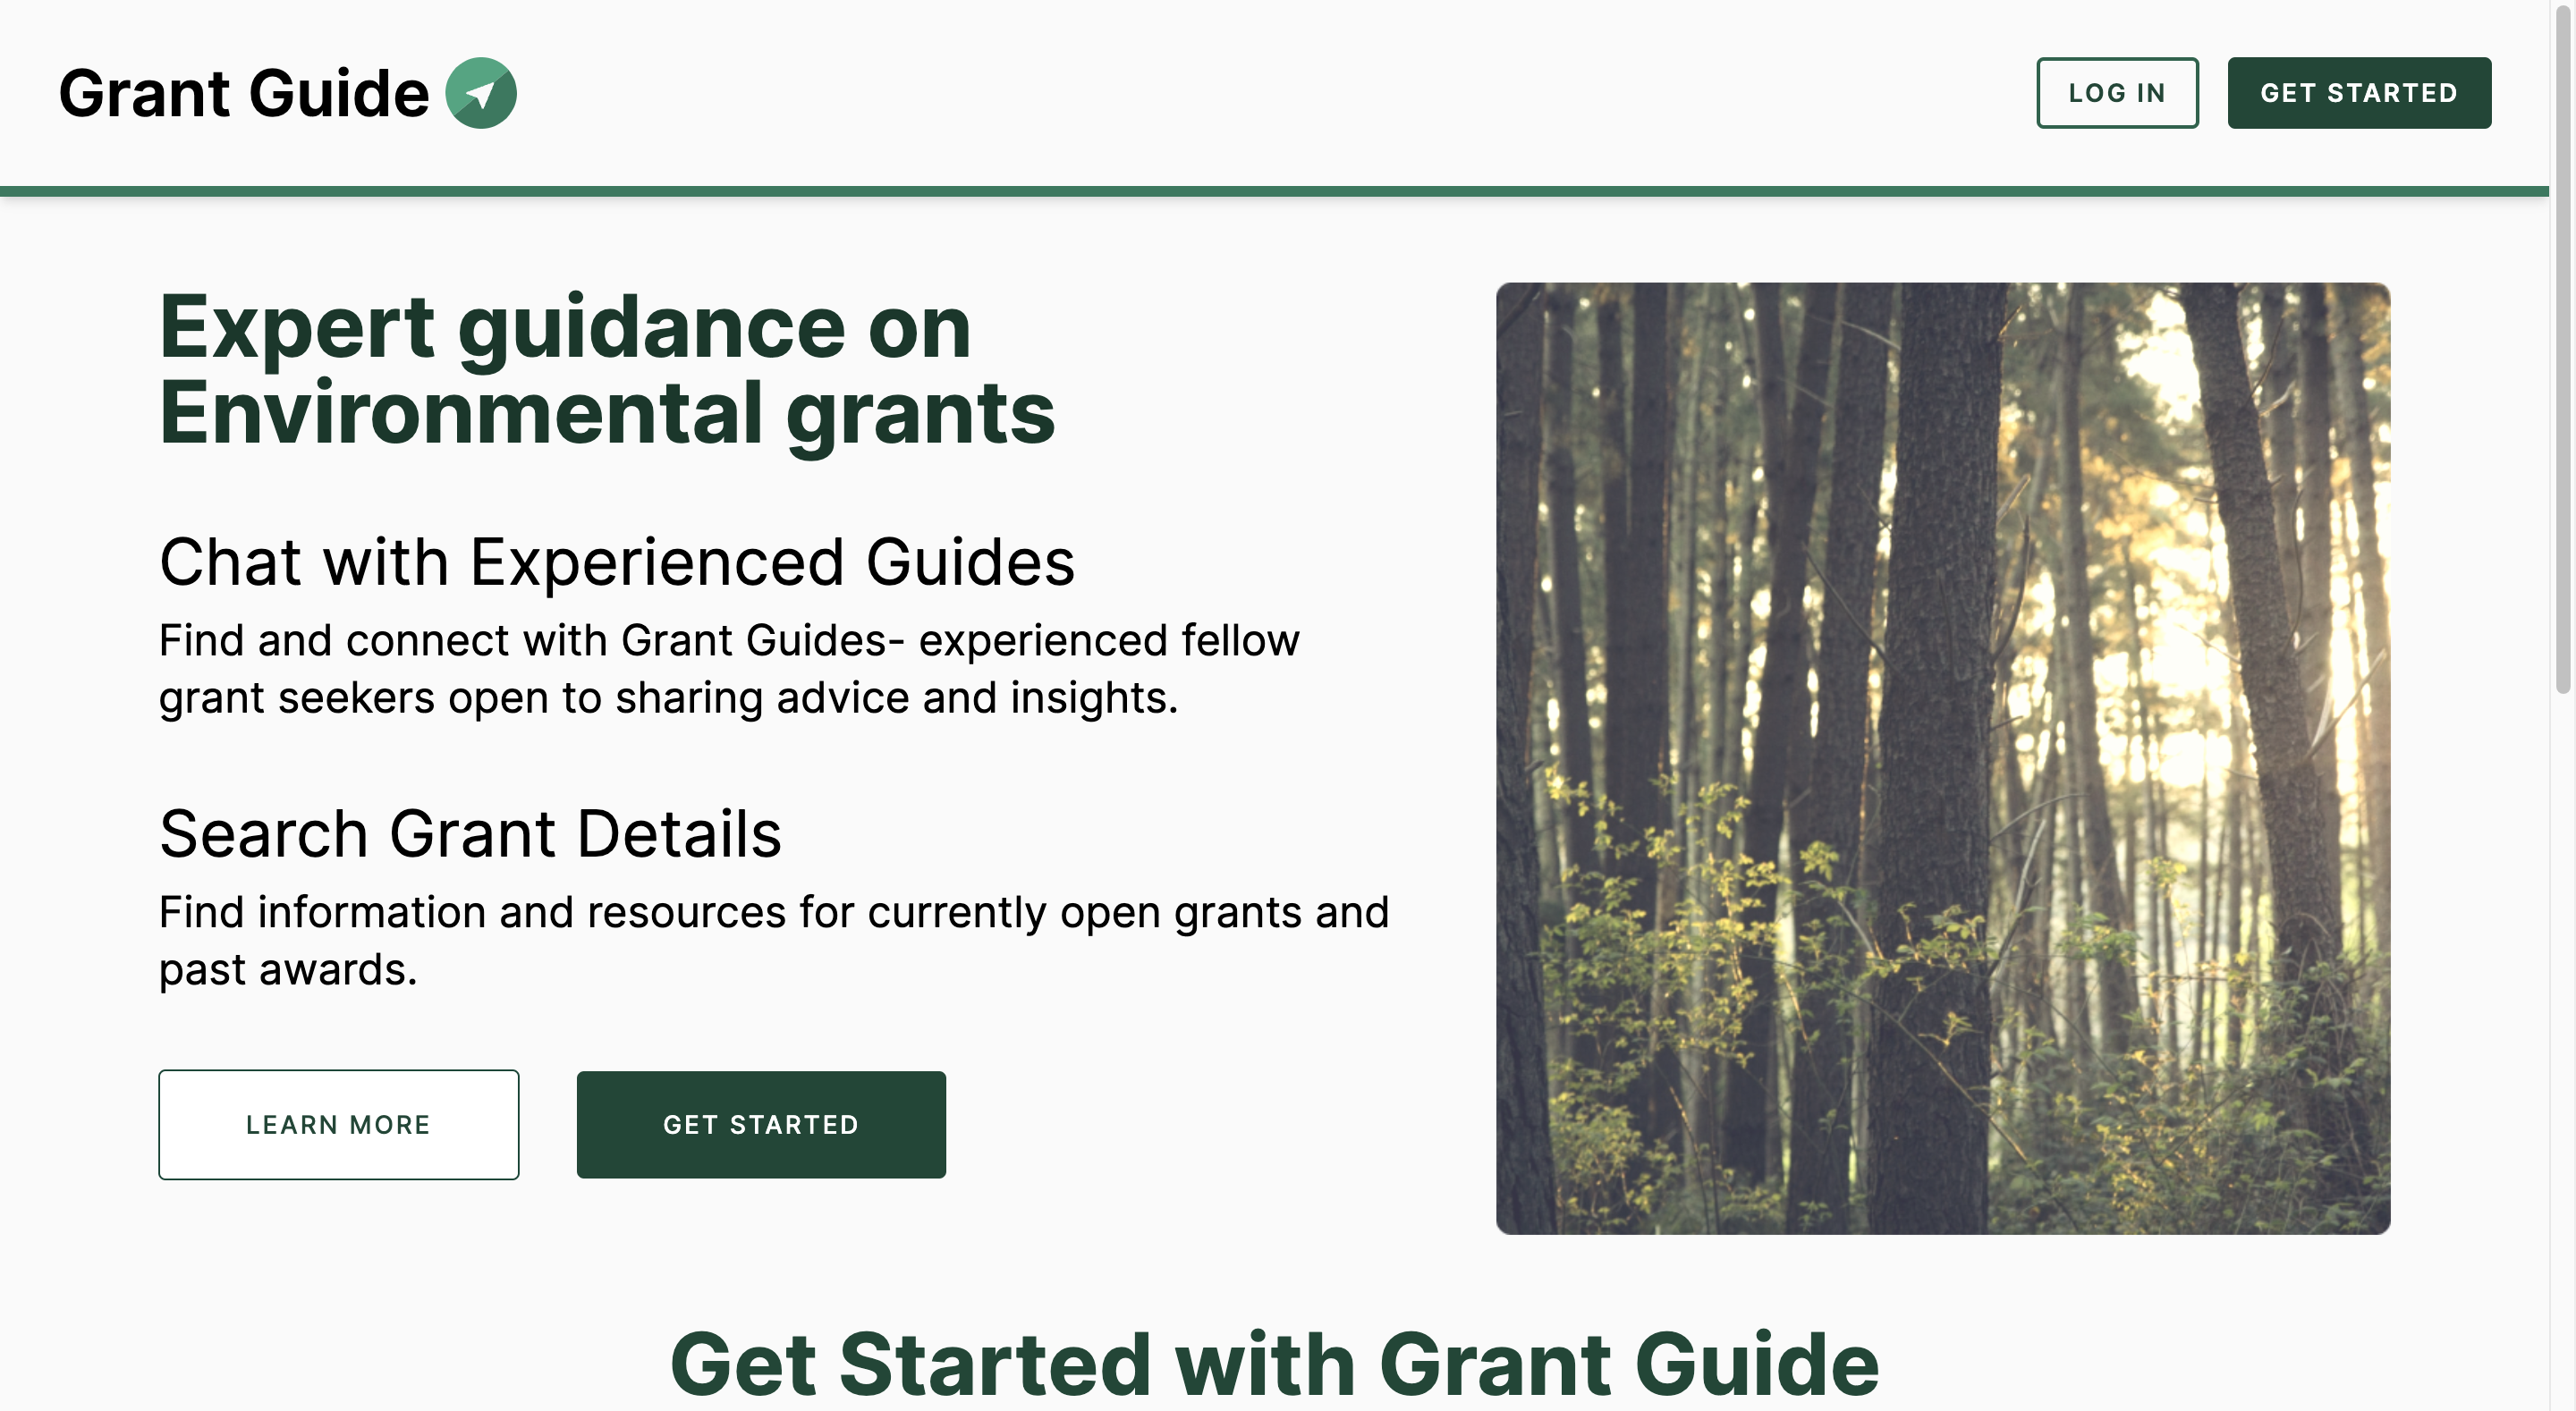 Grant Guide
LOG IN
GET STARTED
Expert guidance on
Environmental grants
Chat with Experienced Guides
Find and connect with Grant Guides- experienced fellow
grant seekers open to sharing advice and insights.
Search Grant Details
Find information and resources for currently open grants and
past awards.
LEARN MORE
GET STARTED
Get Started with Grant Guide